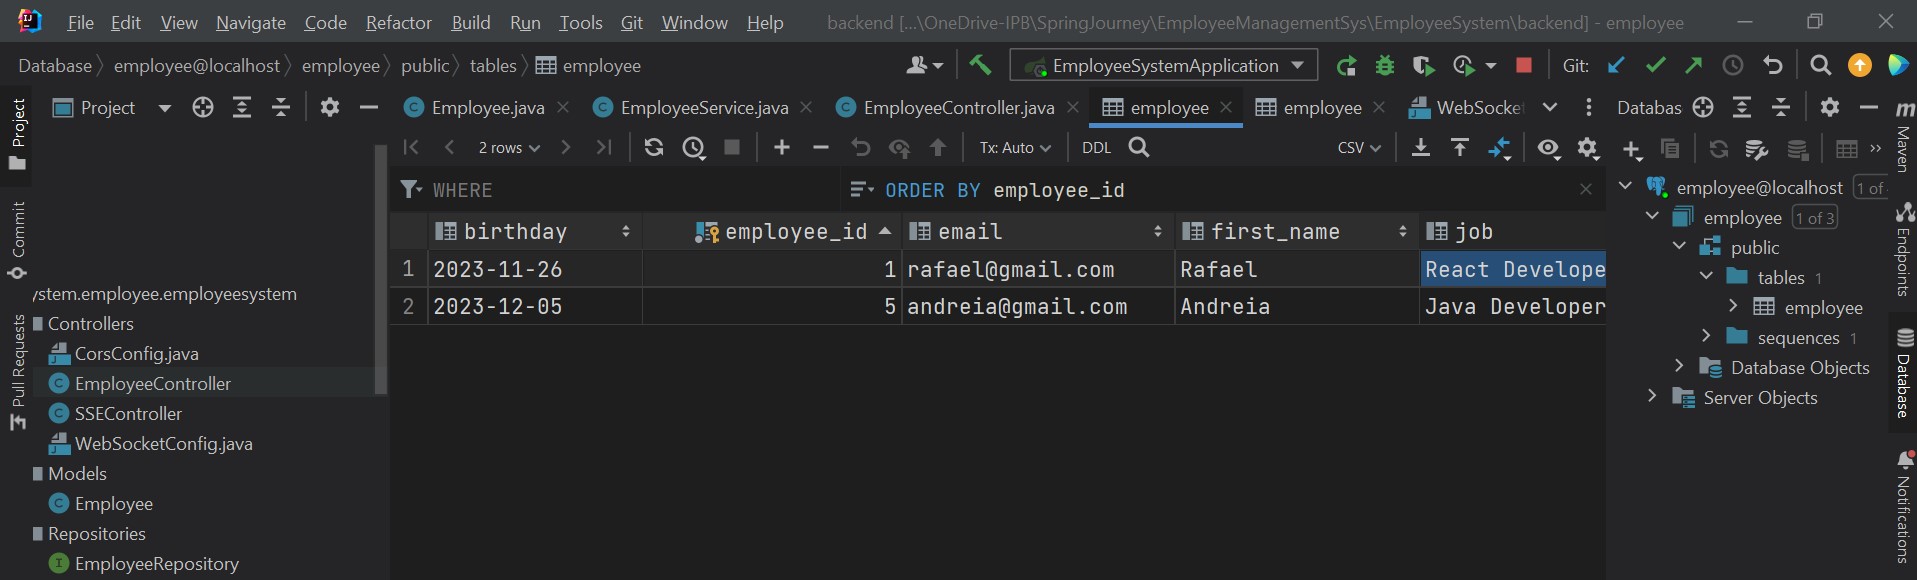 File Edit View Navigate Code Refactor Build Run Tools Git Window Help backend [...\OneDrive-IPB\SpringJourney\EmployeeManagementSys\EmployeeSystem\backend] - employee
Database employee@localhost employee public tables employee EmployeeSystemApplication Git:
Project Employee.java EmployeeService.java EmployeeController.java employee employee WebSocket Databas
2 rows Tx: Auto DDL CSV
WHERE ORDER BY employee_id
birthday employee_id email first_name job
1 2023-11-26 1 rafael@gmail.com Rafael React Develope
2 2023-12-05 5 andreia@gmail.com Andreia Java Developer
ystem.employee.employeesystem
Controllers
CorsConfig.java
EmployeeController
SSEController
WebSocketConfig.java
Models
Employee
Repositories
EmployeeRepository
employee@localhost 1 of
employee 1 of 3
public
tables 1
employee
sequences 1
Database Objects
Server Objects
Project
Commit
Pull Requests
Maven
Endpoints
Database
Notifications